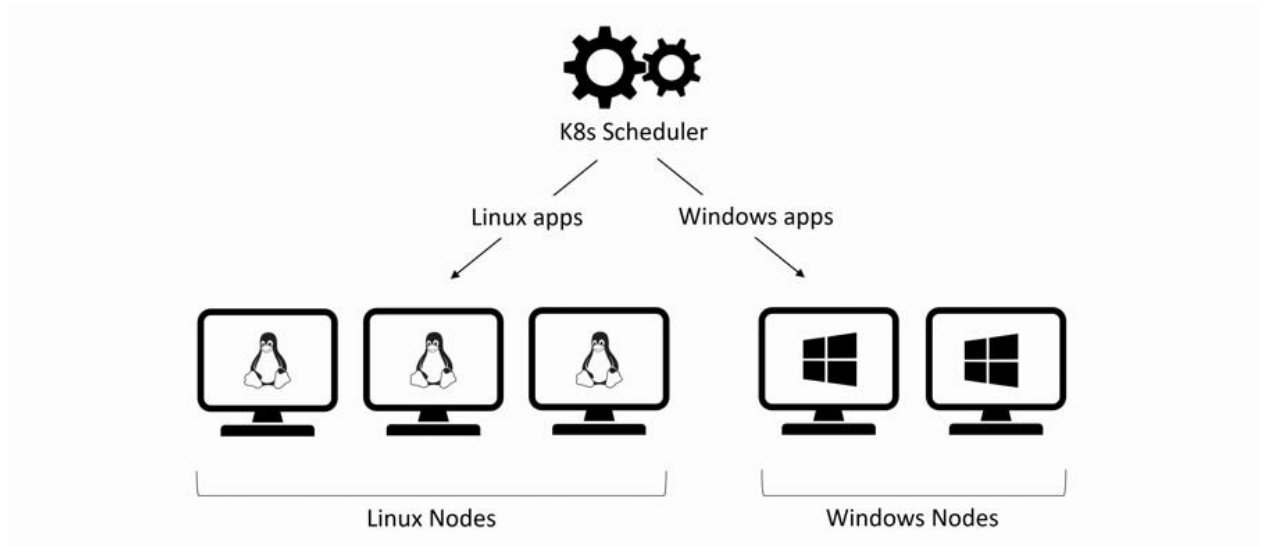 K8s Scheduler
Linux apps
Windows apps
Linux Nodes
Windows Nodes